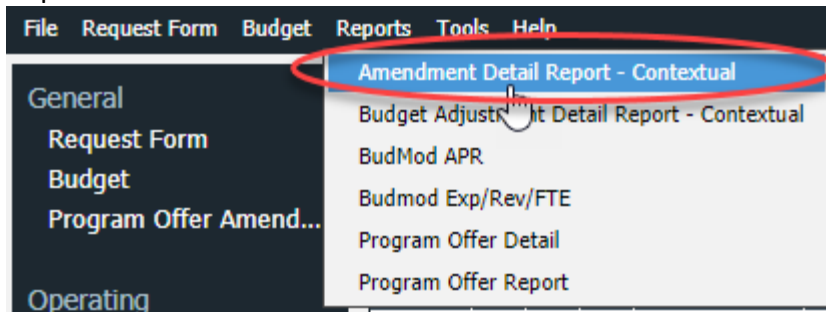 File Request Form Budget Reports Tools Help
General
Request Form
Budget
Program Offer Amend...
Operating
Amendment Detail Report - Contextual
Budget Adjustment Detail Report - Contextual
BudMod APR
Budmod Exp/Rev/FTE
Program Offer Detail
Program Offer Report